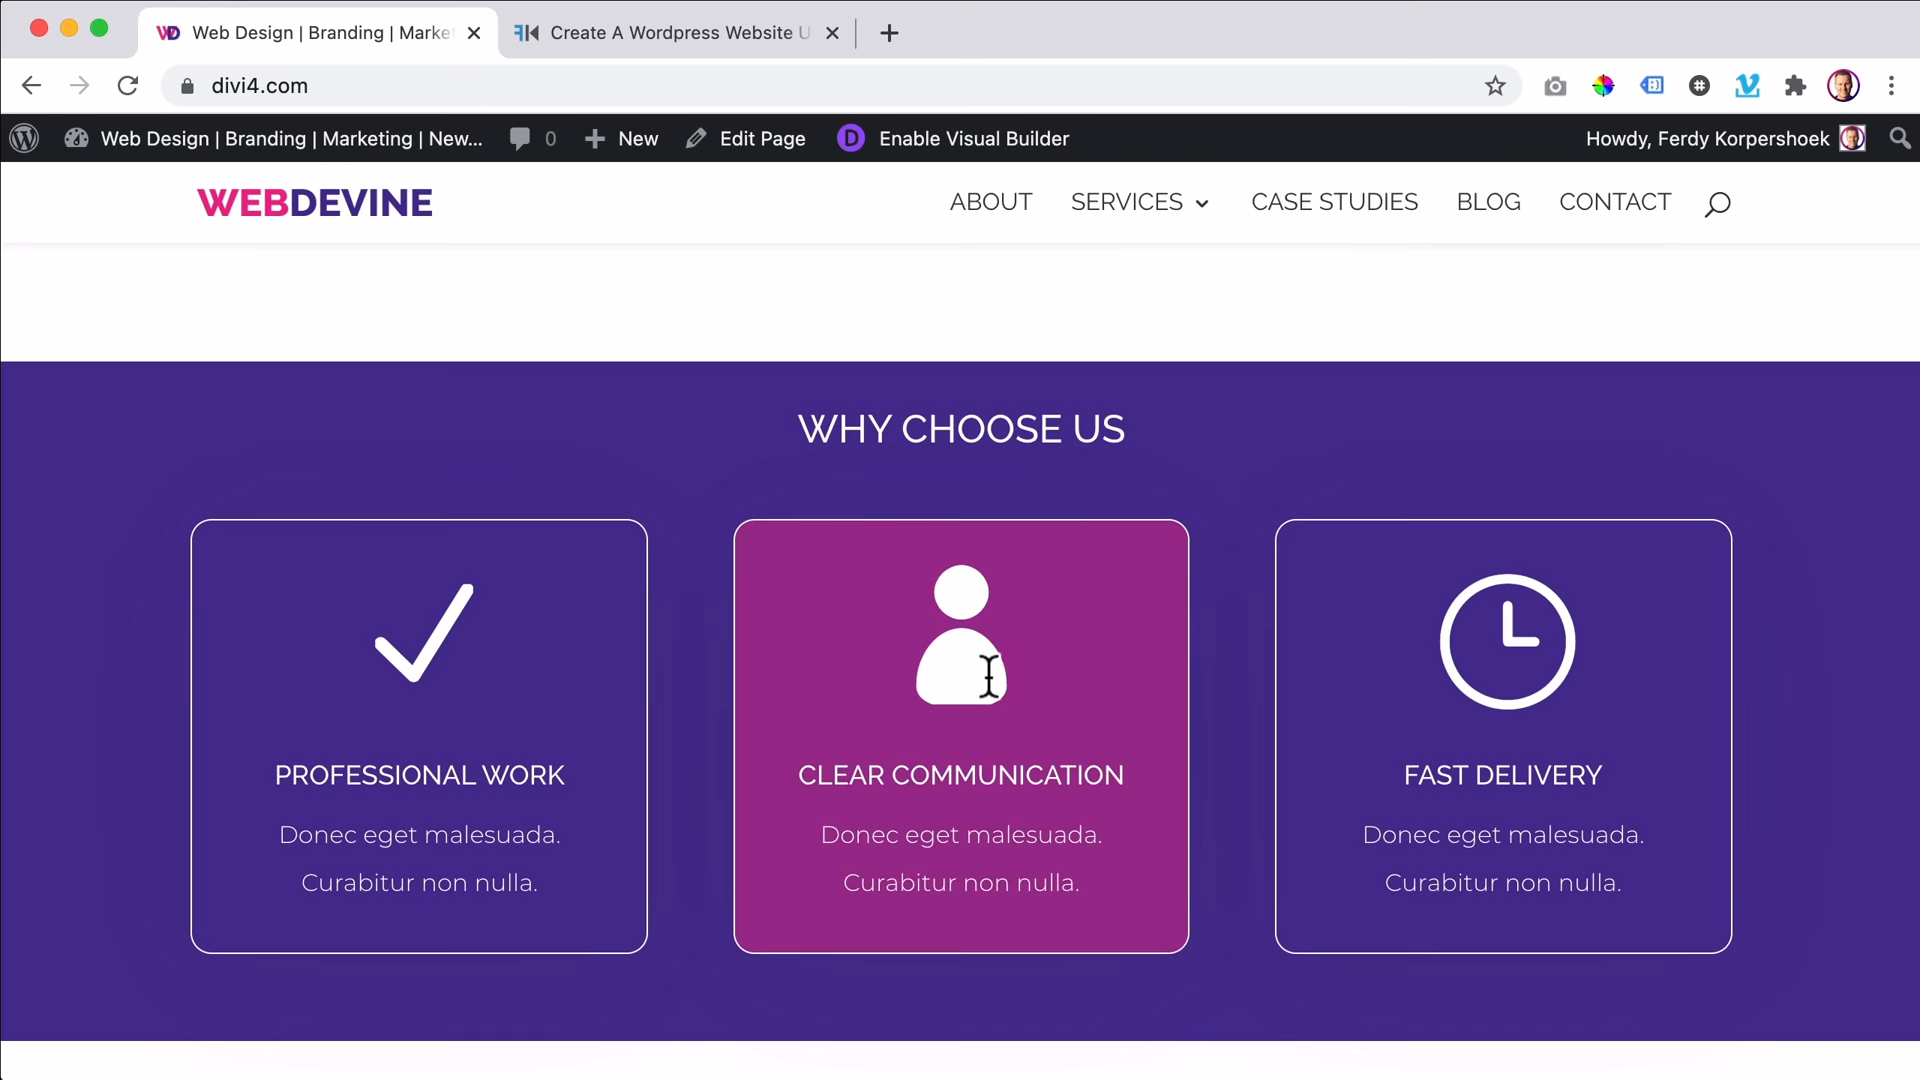 Web Design | Branding | Marke
Create A Wordpress Website U
divi4.com
Web Design | Branding | Marketing | New...
0
New
Edit Page
D
Enable Visual Builder
Howdy, Ferdy Korpershoek
WEBDEVINE
ABOUT
SERVICES
CASE STUDIES
BLOG
CONTACT
WHY CHOOSE US
PROFESSIONAL WORK
Donec eget malesuada.
Curabitur non nulla.
CLEAR COMMUNICATION
Donec eget malesuada.
Curabitur non nulla.
FAST DELIVERY
Donec eget malesuada.
Curabitur non nulla.